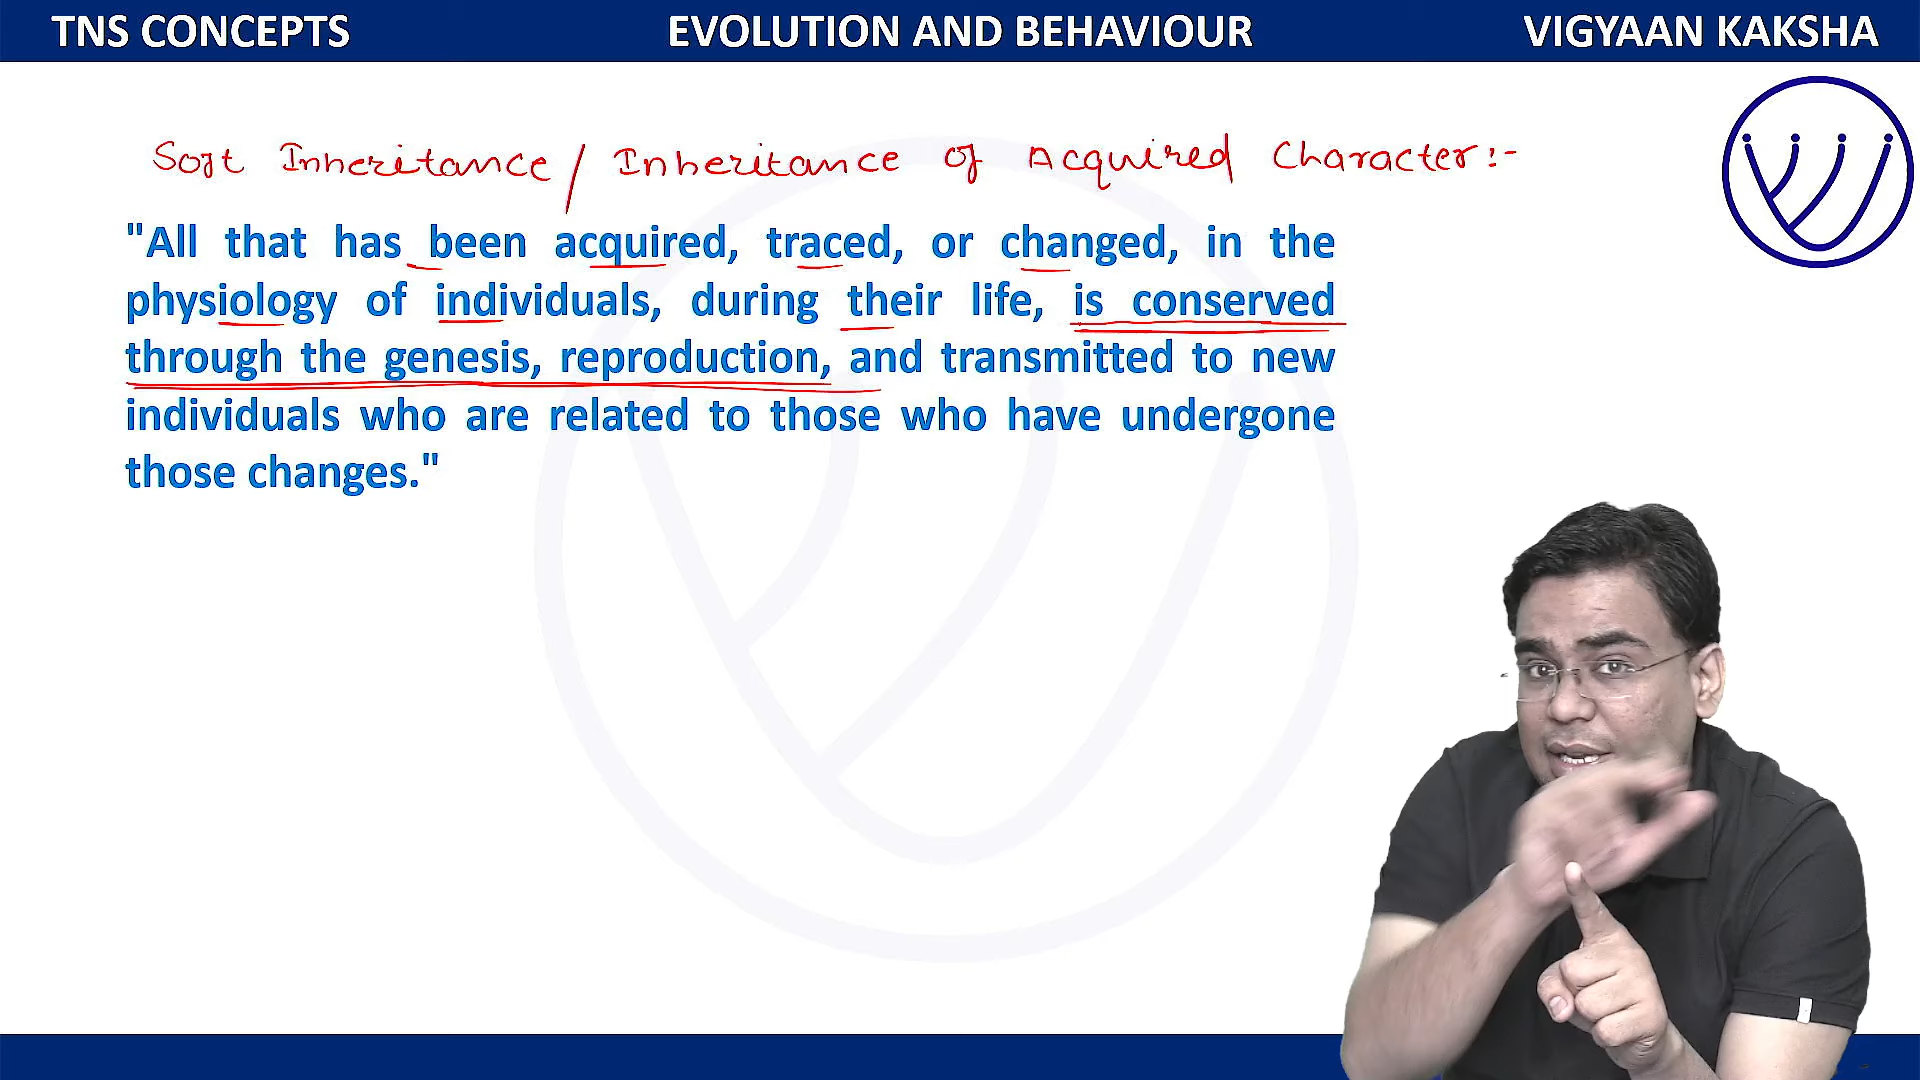 TNS CONCEPTS EVOLUTION AND BEHAVIOUR VIGYAAN KAKSHA
Soft Inheritance / Inheritance of Acquired Character:-
"All that has been acquired, traced, or changed, in the
physiology of individuals, during their life, is conserved
through the genesis, reproduction, and transmitted to new
individuals who are related to those who have undergone
those changes."